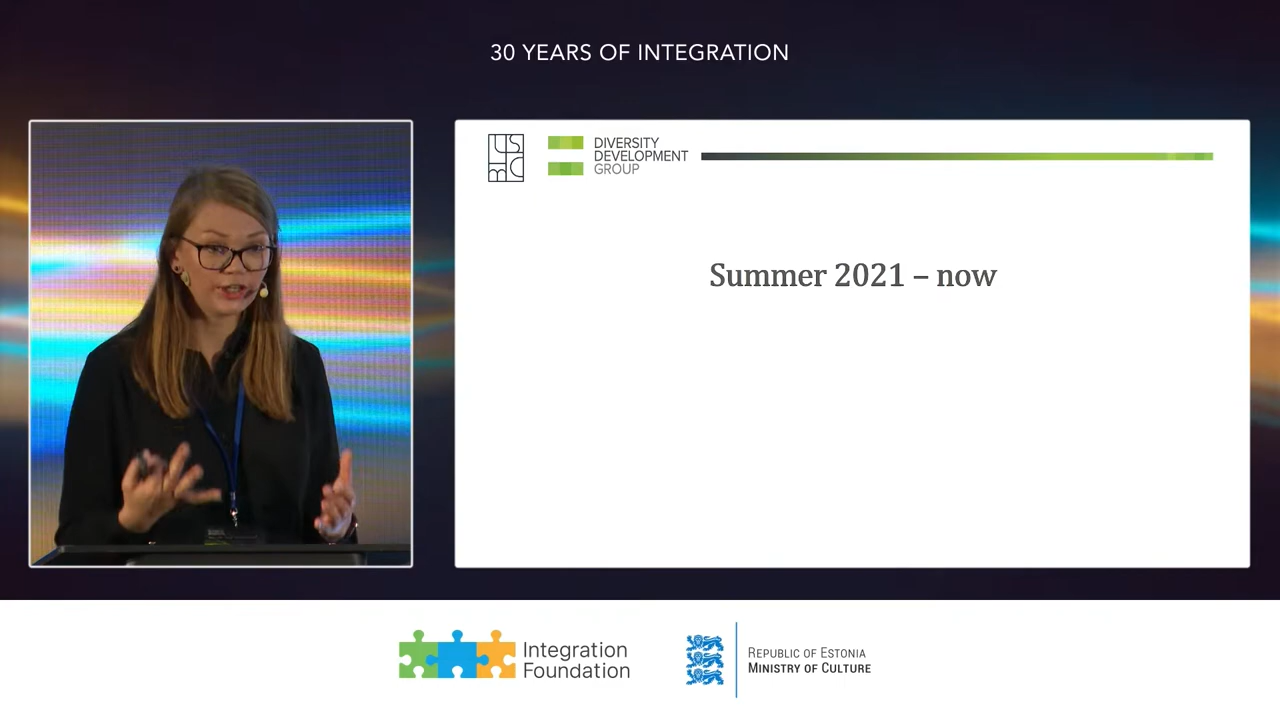 30 YEARS OF INTEGRATION
DIVERSITY
DEVELOPMENT
GROUP
Summer 2021 – now
Integration
Foundation
REPUBLIC OF ESTONIA
MINISTRY OF CULTURE